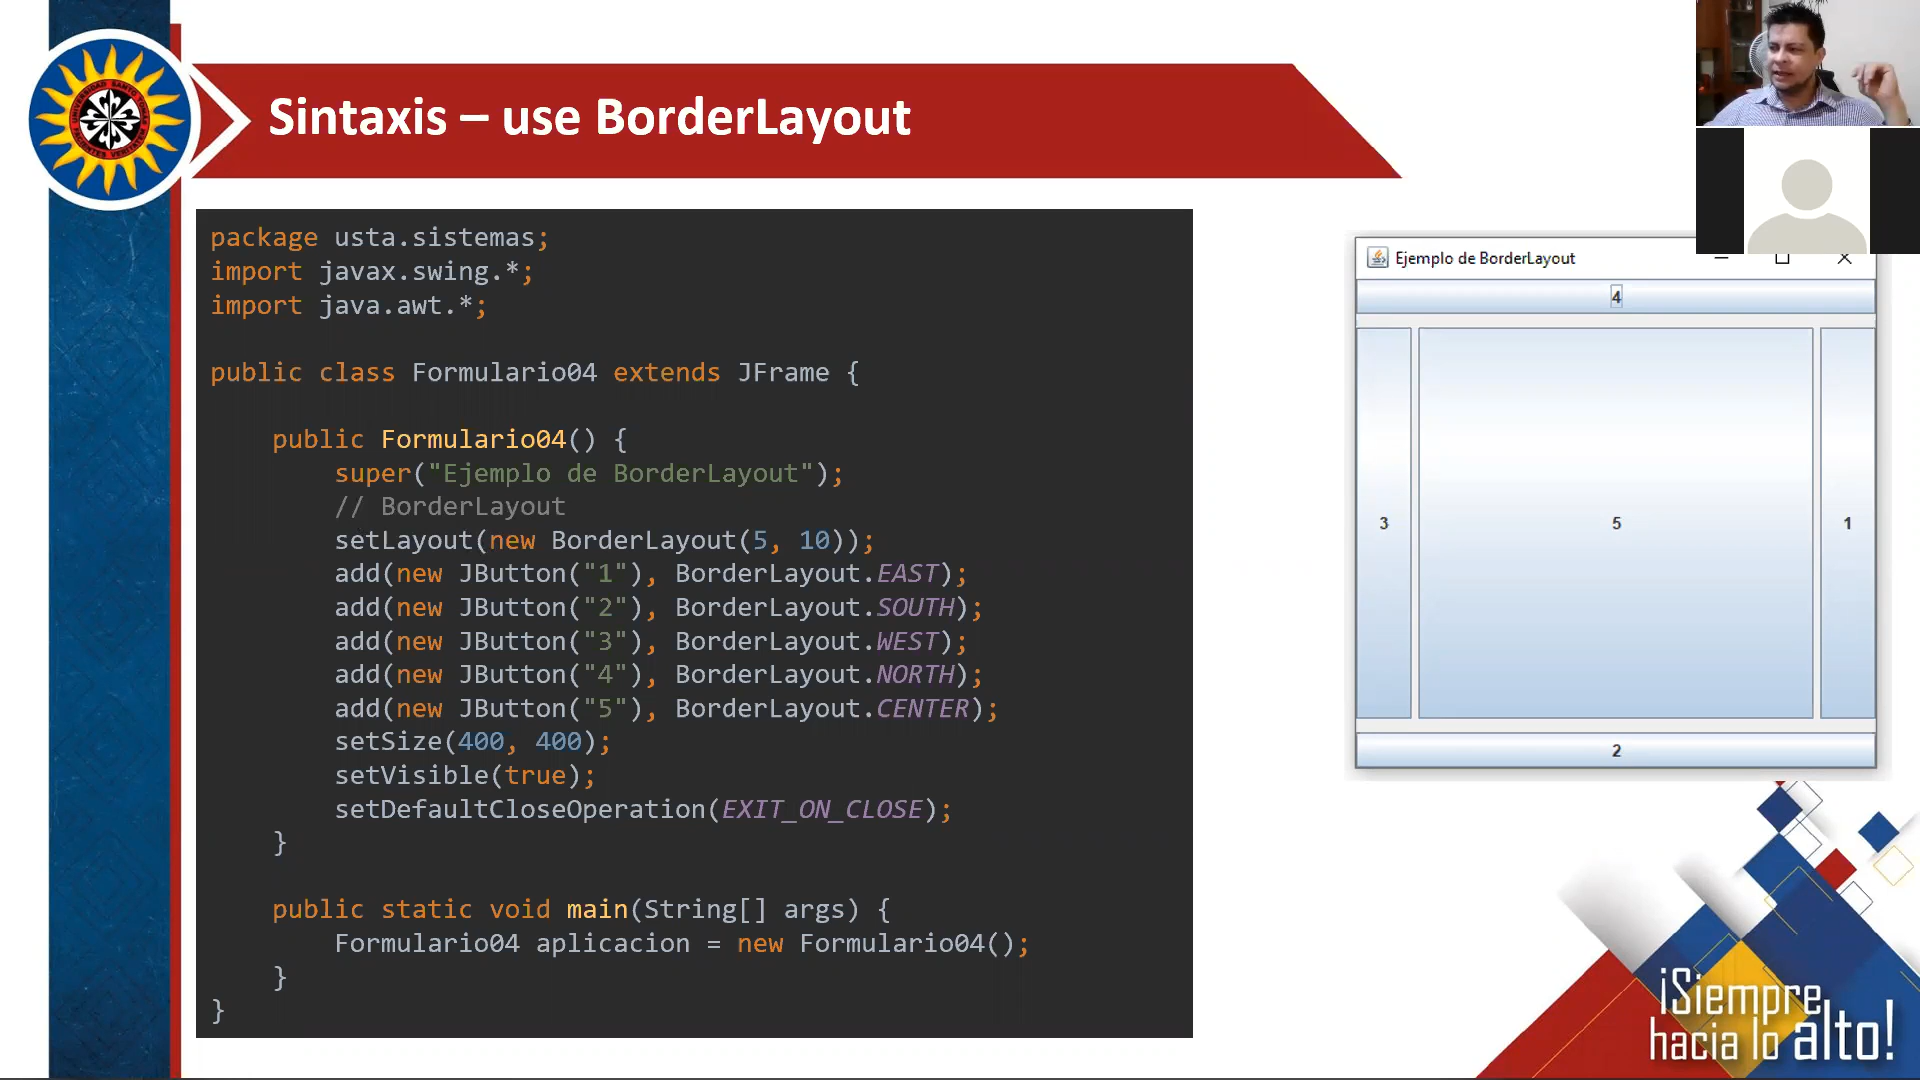 Sintaxis – use BorderLayout
package usta.sistemas;
import javax.swing.*;
import java.awt.*;
public class Formulario04 extends JFrame {
public Formulario04() {
super("Ejemplo de BorderLayout");
// BorderLayout
setLayout(new BorderLayout(5, 10));
add(new JButton("1"), BorderLayout.EAST);
add(new JButton("2"), BorderLayout.SOUTH);
add(new JButton("3"), BorderLayout.WEST);
add(new JButton("4"), BorderLayout.NORTH);
add(new JButton("5"), BorderLayout.CENTER);
setSize(400, 400);
setVisible(true);
setDefaultCloseOperation(EXIT_ON_CLOSE);
}
public static void main(String[] args) {
Formulario04 aplicacion = new Formulario04();
}
}
Ejemplo de BorderLayout
4
3
5
1
2
¡Siempre
hacia lo alto!
UNIVERSIDAD SANTO TOMAS